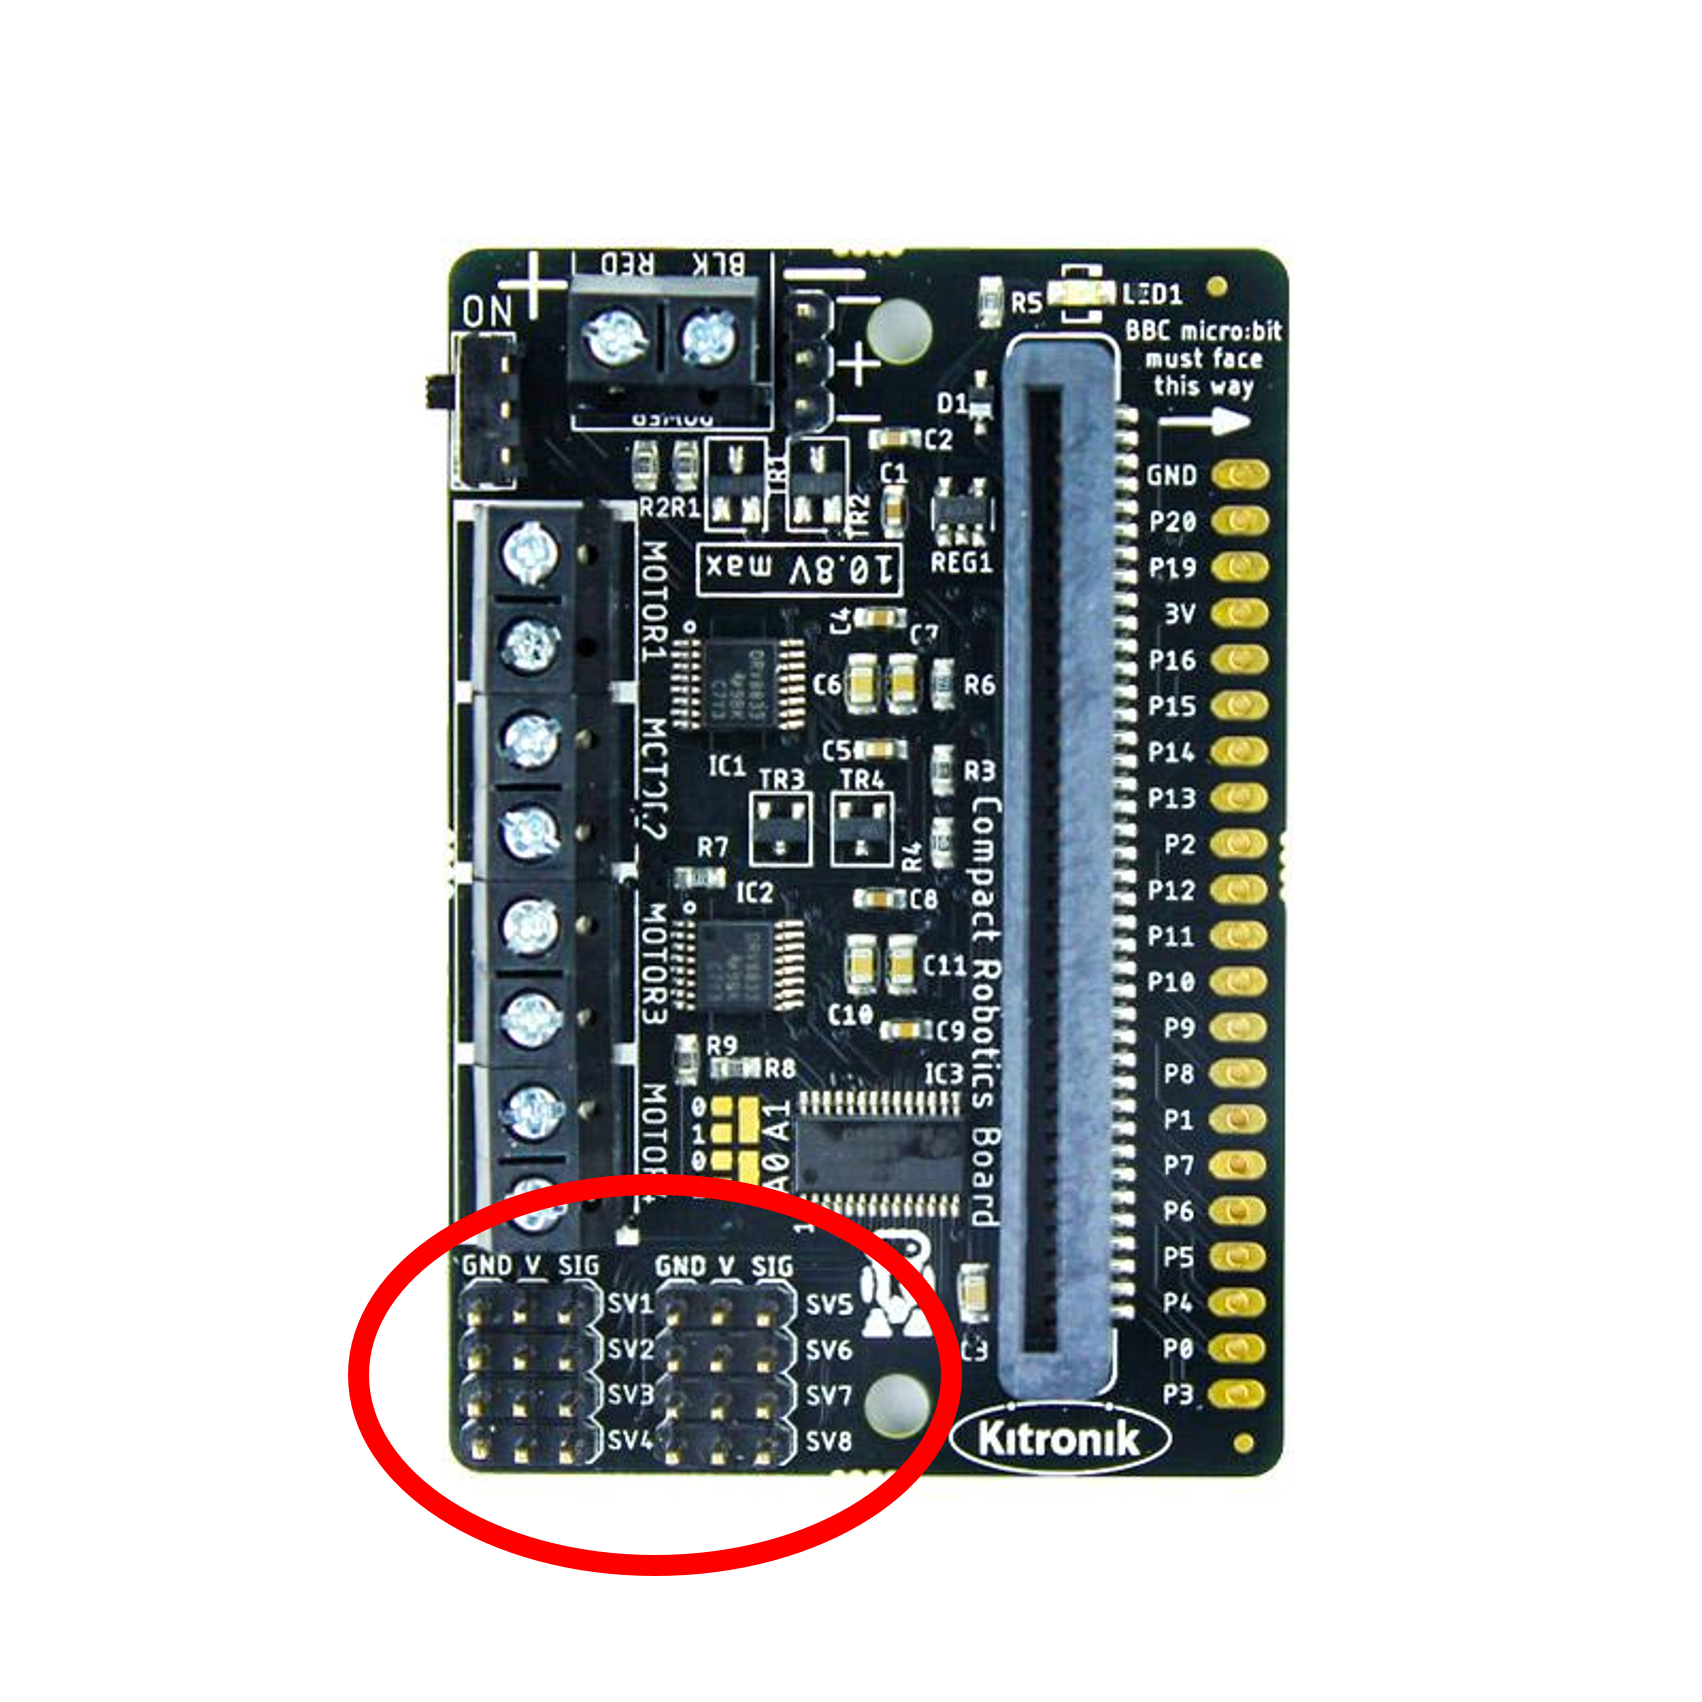 RED BLK
ON
POWER
R5
LED1
BBC micro:bit
must face
this way
D1
C2
C1
TR1
TR2
R2R1
REG1
10.8V max
MOTOR1
C4
C7
C6
R6
C5
IC1
TR3
TR4
R3
R4
R7
IC2
C8
MOTOR3
C11
C10
C9
R9
R8
IC3
0
1
0
A1
A0
1
Compact Robotics Board
GND
P20
P19
3V
P16
P15
P14
P13
P2
P12
P11
P10
P9
P8
P1
P7
P6
P5
P4
P0
P3
GND V SIG
GND V SIG
SV1
SV2
SV3
SV4
SV5
SV6
SV7
SV8
C3
Kitronik